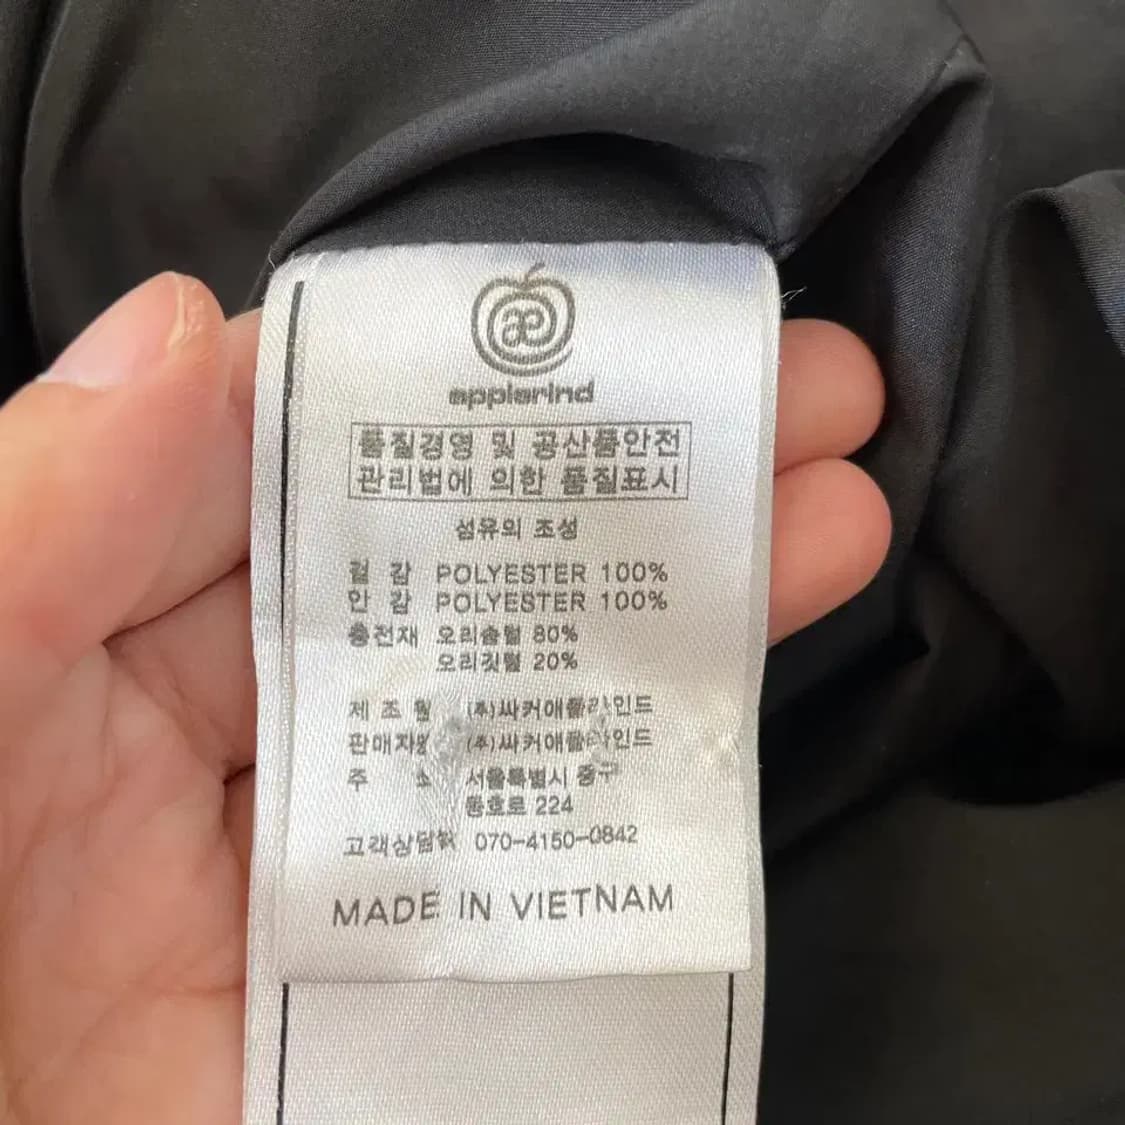 æ
applerind
품질경영 및 공산품안전
관리법에 의한 품질표시
섬유의 조성
겉 감 POLYESTER 100%
안 감 POLYESTER 100%
충전재 오리솜털 80%
오리깃털 20%
제 조 원 (주)싸커애플라인드
판매자원 (주)싸커애플라인드
주 소 서울특별시 중구
224
고객상담실 070-4150-0842
MADE IN VIETNAM